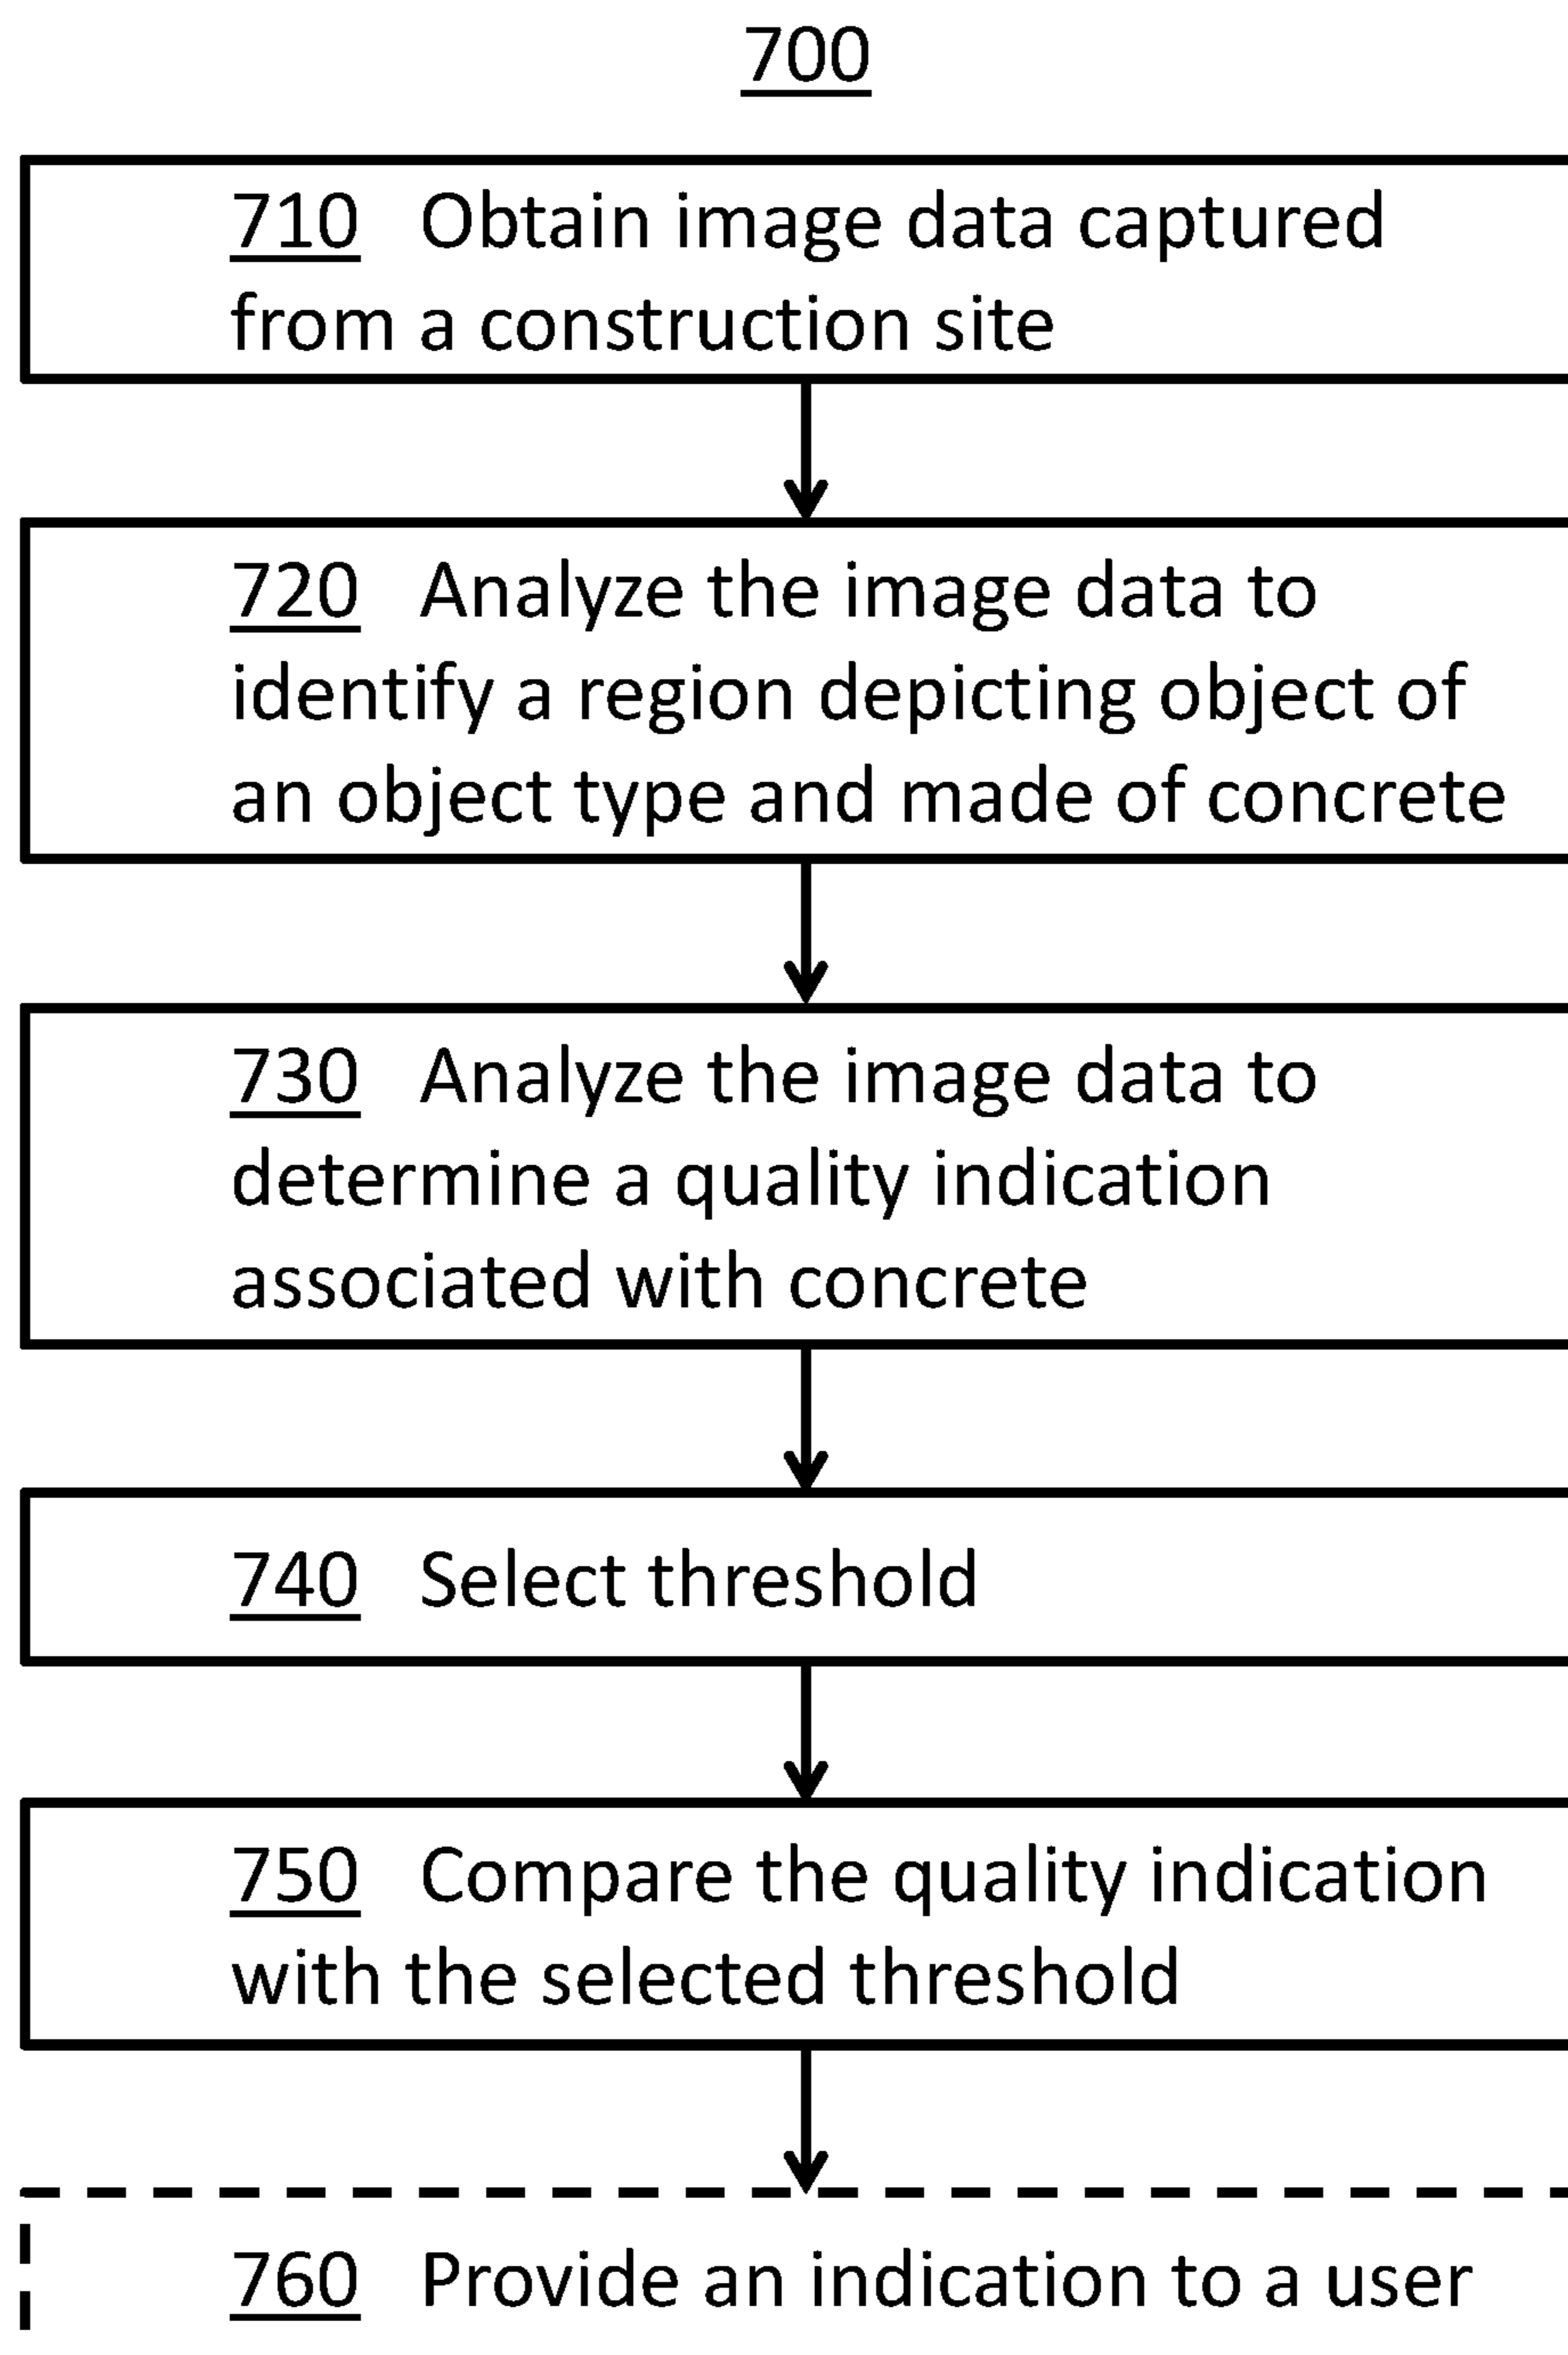 700
710 Obtain image data captured
from a construction site
720 Analyze the image data to
identify a region depicting object of
an object type and made of concrete
730 Analyze the image data to
determine a quality indication
associated with concrete
740 Select threshold
750 Compare the quality indication
with the selected threshold
760 Provide an indication to a user